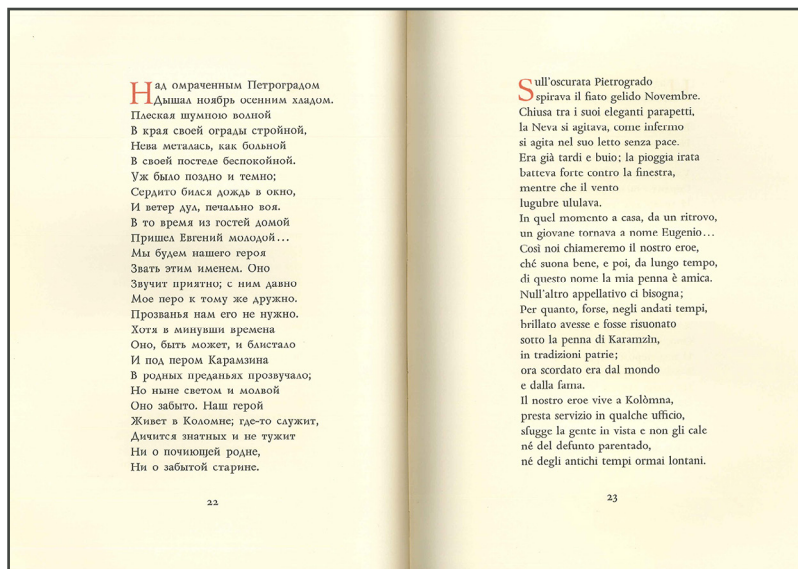 Над омраченным Петроградом
Дышал ноябрь осенним хладом.
Плеская шумною волной
В края своей ограды стройной,
Нева металась, как больной
В своей постеле беспокойной.
Уж было поздно и темно;
Сердито бился дождь в окно,
И ветер дул, печально воя.
В то время из гостей домой
Пришел Евгений молодой...
Мы будем нашего героя
Звать этим именем. Оно
Звучит приятно; с ним давно
Мое перо к тому же дружно.
Прозванья нам его не нужно.
Хотя в минувши времена
Оно, быть может, и блистало
И под пером Карамзина
В родных преданьях прозвучало;
Но ныне светом и молвой
Оно забыто. Наш герой
Живет в Коломне; где-то служит,
Дичится знатных и не тужит
Ни о почиющей родне,
Ни о забытой старине.
22
Sull'oscurata Pietrogrado
spirava il fiato gelido Novembre.
Chiusa tra i suoi eleganti parapetti,
la Neva si agitava, come infermo
si agita nel suo letto senza pace.
Era già tardi e buio; la pioggia irata
batteva forte contro la finestra,
mentre che il vento
lugubre ululava.
In quel momento a casa, da un ritrovo,
un giovane tornava a nome Eugenio...
Così noi chiameremo il nostro eroe,
ché suona bene, e poi, da lungo tempo,
di questo nome la mia penna è amica.
Null'altro appellativo ci bisogna;
Per quanto, forse, negli andati tempi,
brillato avesse e fosse risuonato
sotto la penna di Karamzìn,
in tradizioni patrie;
ora scordato era dal mondo
e dalla fama.
Il nostro eroe vive a Kolòmna,
presta servizio in qualche ufficio,
sfugge la gente in vista e non gli cale
né del defunto parentado,
né degli antichi tempi ormai lontani.
23